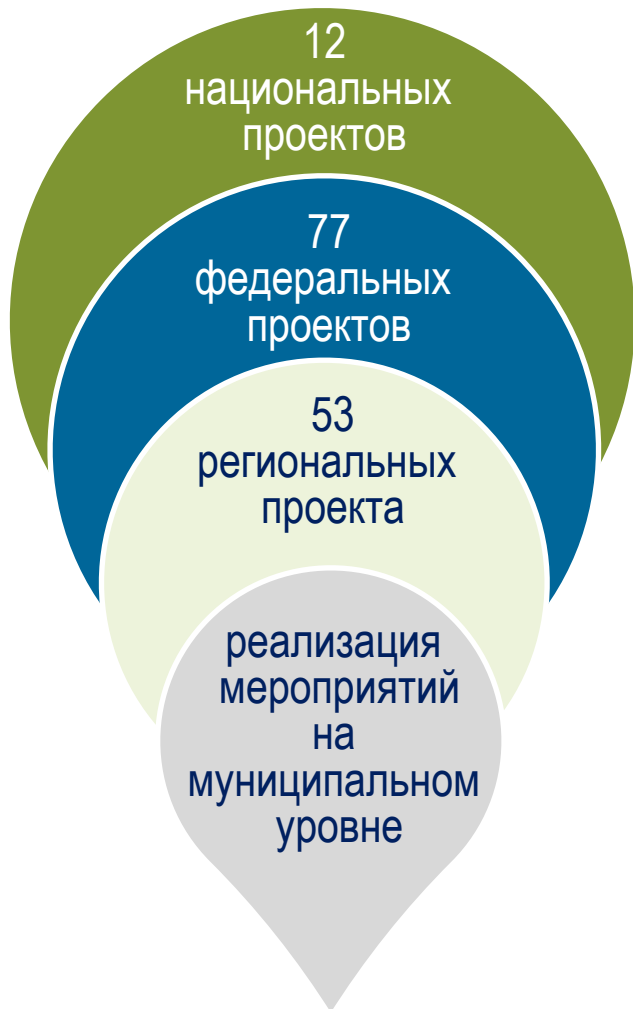 12
национальных
проектов
77
федеральных
проектов
53
региональных
проекта
реализация
мероприятий
на
муниципальном
уровне